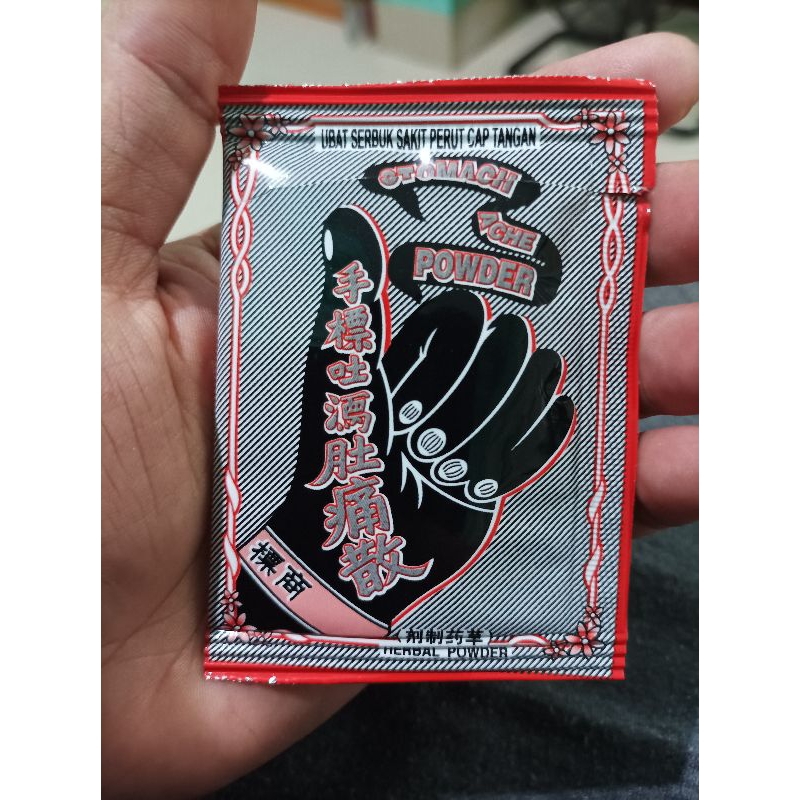 UBAT SERBUK SAKIT PERUT CAP TANGAN
STOMACH
ACHE
POWDER
手標吐瀉肚痛散
商標
草药制剂
HERBAL POWDER